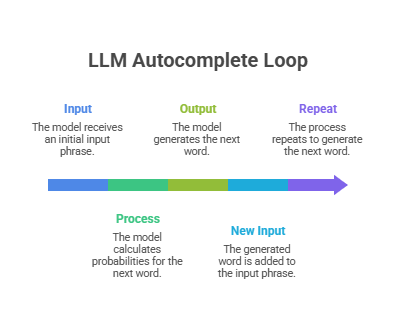 LLM Autocomplete Loop
Input
The model receives
an initial input
phrase.
Output
The model
generates the next
word.
Repeat
The process
repeats to generate
the next word.
Process
The model
calculates
probabilities for the
next word.
New Input
The generated
word is added to
the input phrase.